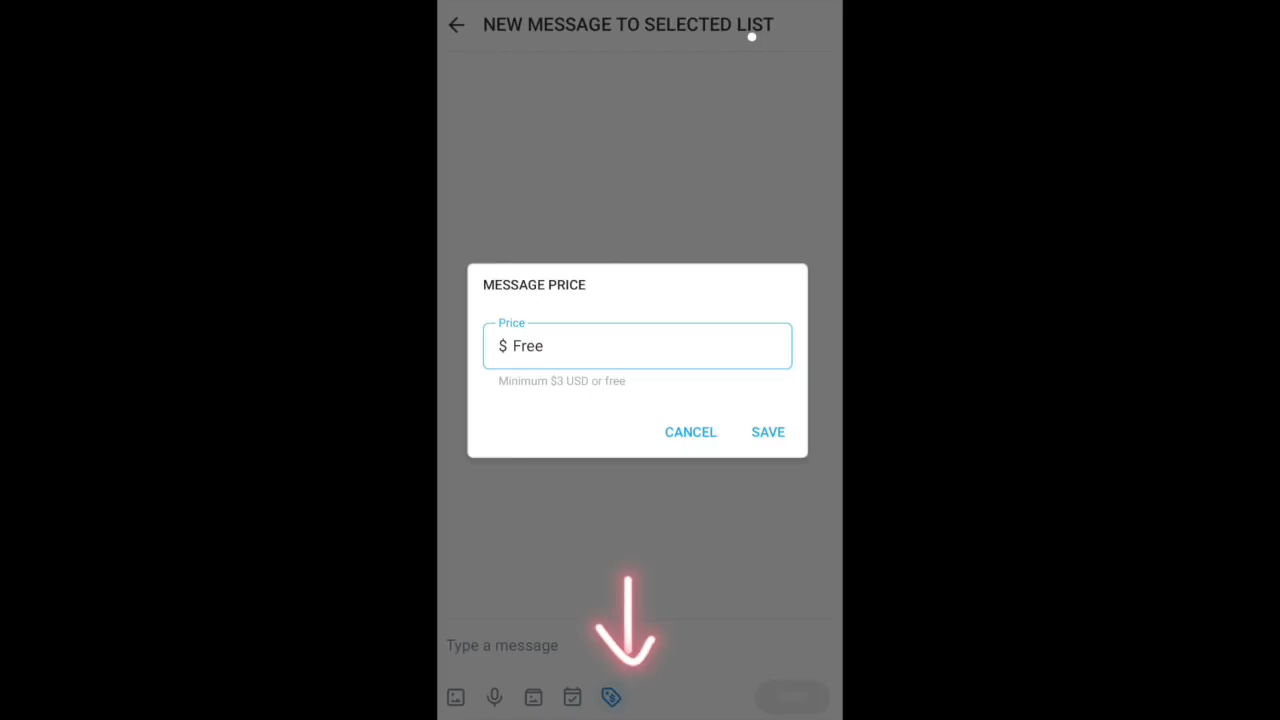 NEW MESSAGE TO SELECTED LIST
MESSAGE PRICE
Price
$ Free
Minimum $3 USD or free
CANCEL SAVE
Type a message